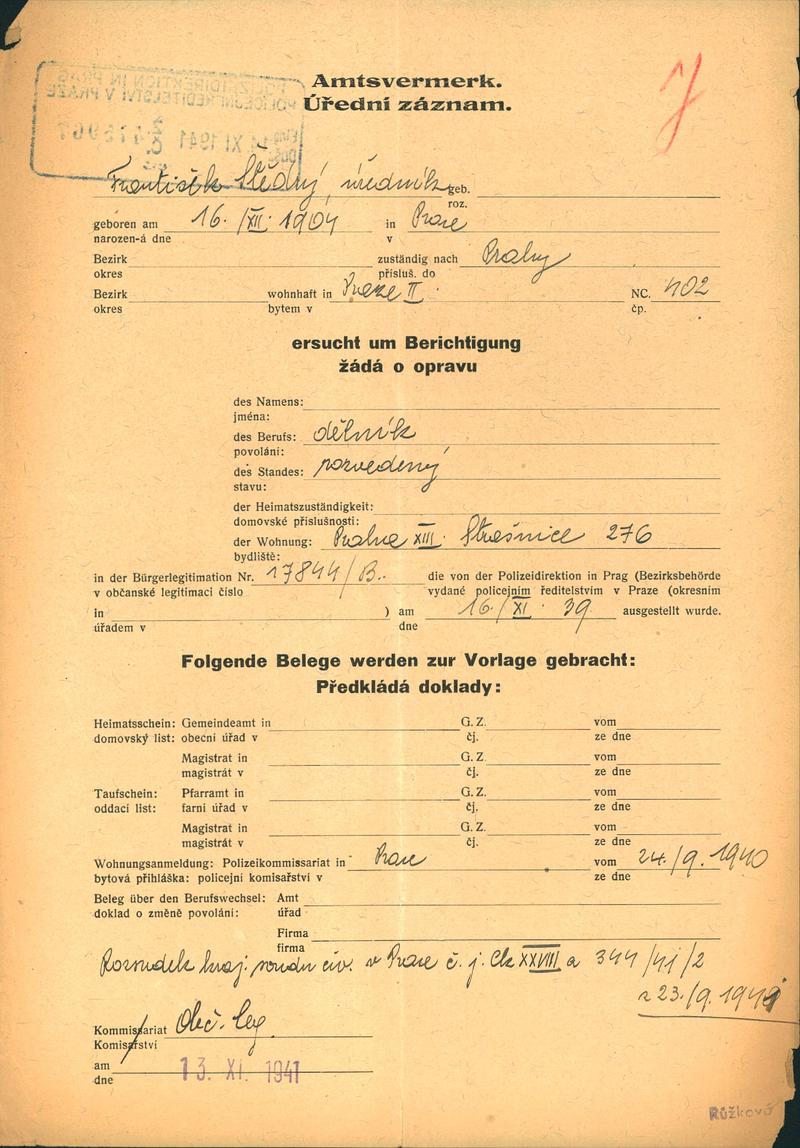 Amtsvermerk.
Úřední záznam.
POLIZEIDIREKTION IN PRAG
POLICEJNÍ ŘEDITELSTVÍ V PRAZE
XI 1941
František Štědrý, úředník geb.
roz.
geboren am 16./XII. 1904 in Praze
narozen-á dne v
Bezirk zuständig nach Prahy
okres přísluš. do
Bezirk wohnhaft in Praze II. NC. 402
okres bytem v čp.
ersucht um Berichtigung
žádá o opravu
des Namens:
jména:
des Berufs: dělník
povolání:
des Standes: rozvedený
stavu:
der Heimatszuständigkeit:
domovské příslušnosti:
der Wohnung: Praha XIII. Strašnice 276
bydliště:
in der Bürgerlegitimation Nr. 17844/B. die von der Polizeidirektion in Prag (Bezirksbehörde
v občanské legitimaci číslo vydané policejním ředitelstvím v Praze (okresním
in ) am 16./XI. 39. ausgestellt wurde.
úřadem v dne
Folgende Belege werden zur Vorlage gebracht:
Předkládá doklady:
Heimatsschein: Gemeindeamt in G. Z. vom
domovský list: obecní úřad v čj. ze dne
Magistrat in G. Z. vom
magistrát v čj. ze dne
Taufschein: Pfarramt in G. Z. vom
oddací list: farní úřad v čj. ze dne
Magistrat in G. Z. vom
magistrát v čj. ze dne
Wohnungsanmeldung: Polizeikommissariat in Praze vom 24./9. 1940
bytová přihláška: policejní komisařství v ze dne
Beleg über den Berufswechsel: Amt
doklad o změně povolání: úřad
Firma
firma
Rozsudek kraj. soudu civ. v Praze č. j. Ck XXVIII a 344/41/2
z 23./9. 1941
Kommissariat Obč. leg.
Komisařství
am 13. XI. 1941
dne
Růžková